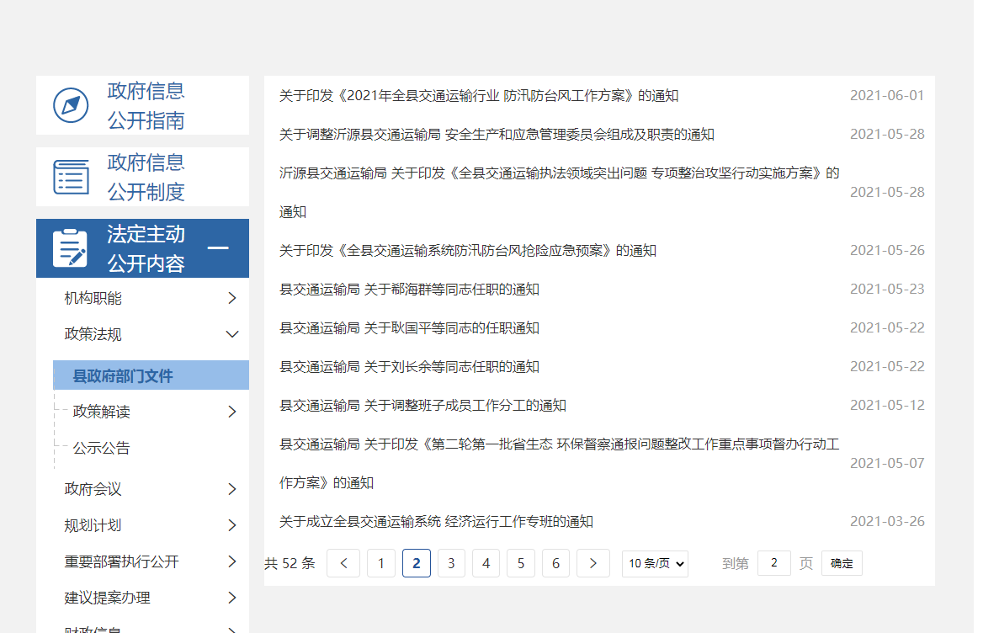 政府信息
公开指南
政府信息
公开制度
法定主动
公开内容
机构职能
政策法规
县政府部门文件
政策解读
公示公告
政府会议
规划计划
重要部署执行公开
建议提案办理
财政信息
关于印发《2021年全县交通运输行业 防汛防台风工作方案》的通知 2021-06-01
关于调整沂源县交通运输局 安全生产和应急管理委员会组成及职责的通知 2021-05-28
沂源县交通运输局 关于印发《全县交通运输执法领域突出问题 专项整治攻坚行动实施方案》的
通知 2021-05-28
关于印发《全县交通运输系统防汛防台风抢险应急预案》的通知 2021-05-26
县交通运输局 关于郗海群等同志任职的通知 2021-05-23
县交通运输局 关于耿国平等同志的任职通知 2021-05-22
县交通运输局 关于刘长余等同志任职的通知 2021-05-22
县交通运输局 关于调整班子成员工作分工的通知 2021-05-12
县交通运输局 关于印发《第二轮第一批省生态 环保督察通报问题整改工作重点事项督办行动工
作方案》的通知 2021-05-07
关于成立全县交通运输系统 经济运行工作专班的通知 2021-03-26
共 52 条 < 1 2 3 4 5 6 > 10 条/页 到第 2 页 确定